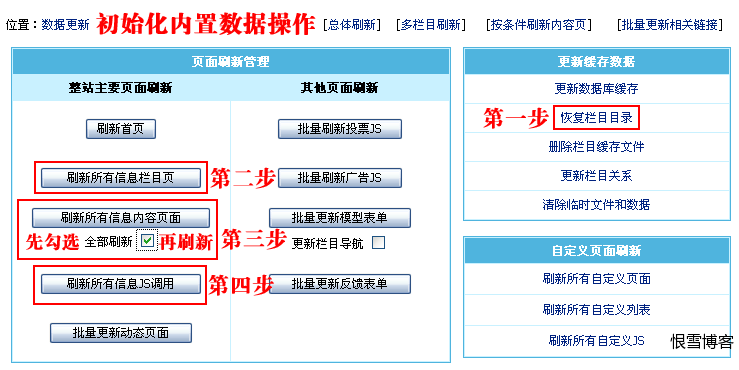 位置：数据更新 初始化内置数据操作 [总体刷新] [多栏目刷新] [按条件刷新内容页] [批量更新相关链接]
页面刷新管理
整站主要页面刷新 其他页面刷新
刷新首页 批量刷新投票JS
刷新所有信息栏目页 第二步 批量刷新广告JS
刷新所有信息内容页面 批量更新模型表单
先勾选 全部刷新 再刷新 第三步 更新栏目导航
刷新所有信息JS调用 第四步 批量更新反馈表单
批量更新动态页面
更新缓存数据
更新数据库缓存
第一步 恢复栏目目录
删除栏目缓存文件
更新栏目关系
清除临时文件和数据
自定义页面刷新
刷新所有自定义页面
刷新所有自定义列表
刷新所有自定义JS
恨雪博客